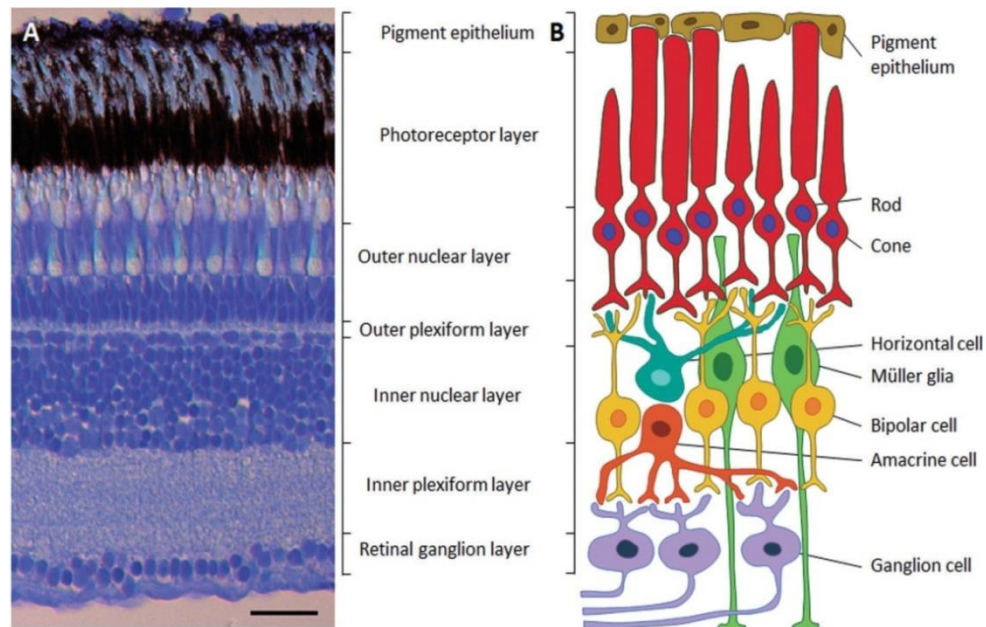 A
Pigment epithelium
Photoreceptor layer
Outer nuclear layer
Outer plexiform layer
Inner nuclear layer
Inner plexiform layer
Retinal ganglion layer
B
Pigment
epithelium
Rod
Cone
Horizontal cell
Müller glia
Bipolar cell
Amacrine cell
Ganglion cell